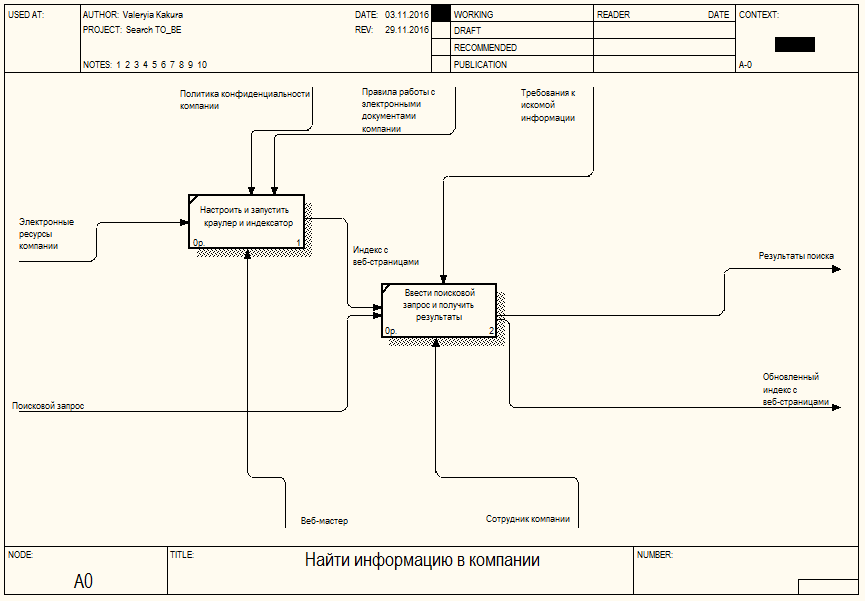 USED AT:
AUTHOR: Valeryia Kakura
DATE: 03.11.2016
PROJECT: Search TO_BE
REV: 29.11.2016
NOTES: 1 2 3 4 5 6 7 8 9 10
WORKING
DRAFT
RECOMMENDED
PUBLICATION
READER
DATE
CONTEXT:
A-0
Политика конфиденциальности
компании
Правила работы с
электронными
документами
компании
Требования к
искомой
информации
Электронные
ресурсы
компании
Настроить и запустить
краулер и индексатор
0р.
1
Индекс с
веб-страницами
Ввести поисковой
запрос и получить
результаты
0р.
2
Результаты поиска
Обновленный
индекс с
веб-страницами
Поисковой запрос
Веб-мастер
Сотрудник компании
NODE:
A0
TITLE:
Найти информацию в компании
NUMBER: